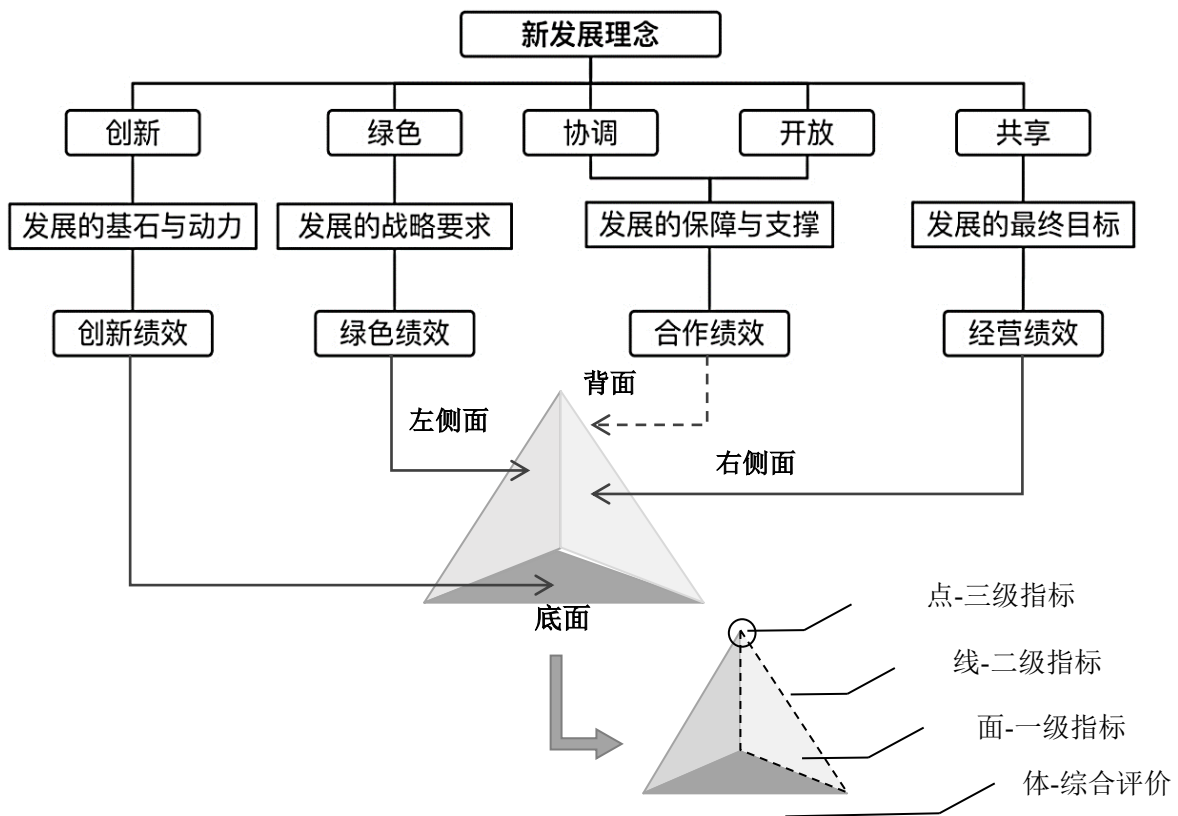 新发展理念
创新
绿色
协调
开放
共享
发展的基石与动力
发展的战略要求
发展的保障与支撑
发展的最终目标
创新绩效
绿色绩效
合作绩效
经营绩效
背面
左侧面
右侧面
底面
点-三级指标
线-二级指标
面-一级指标
体-综合评价